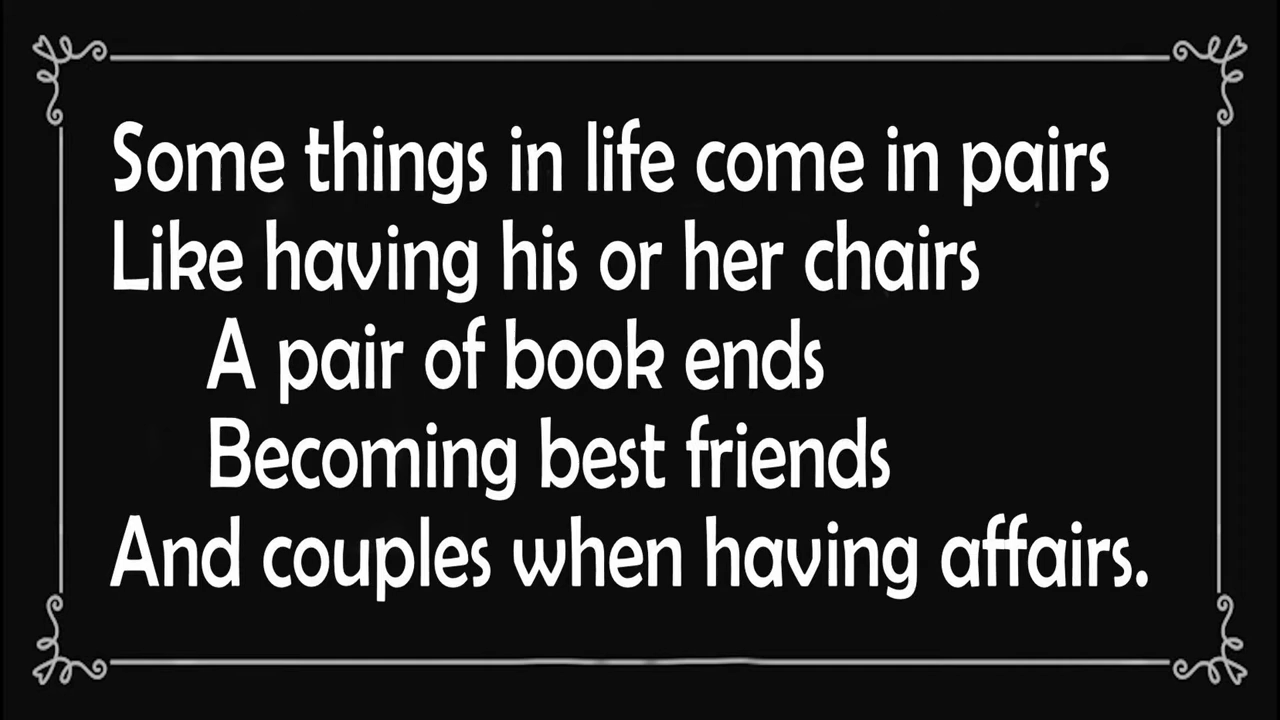 Some things in life come in pairs
Like having his or her chairs
A pair of book ends
Becoming best friends
And couples when having affairs.